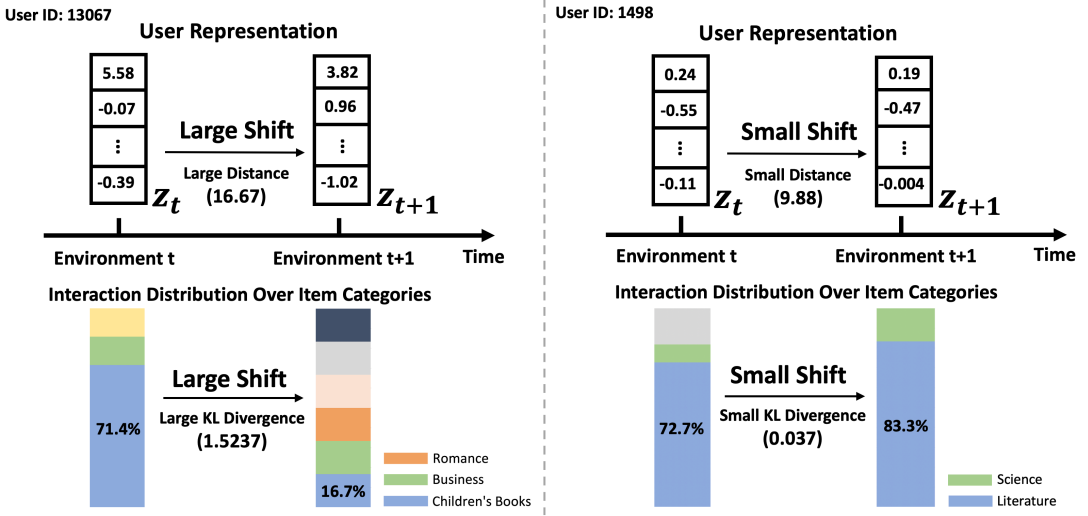 User ID: 13067
User Representation
5.58
-0.07
⋮
-0.39
Large Shift
Large Distance
(16.67)
3.82
0.96
⋮
-1.02
z_t
z_{t+1}
Environment t
Environment t+1
Time
Interaction Distribution Over Item Categories
71.4%
Large Shift
Large KL Divergence
(1.5237)
16.7%
Romance
Business
Children's Books
User ID: 1498
User Representation
0.24
-0.55
⋮
-0.11
Small Shift
Small Distance
(9.88)
0.19
-0.47
⋮
-0.004
z_t
z_{t+1}
Environment t
Environment t+1
Time
Interaction Distribution Over Item Categories
72.7%
Small Shift
Small KL Divergence
(0.037)
83.3%
Science
Literature